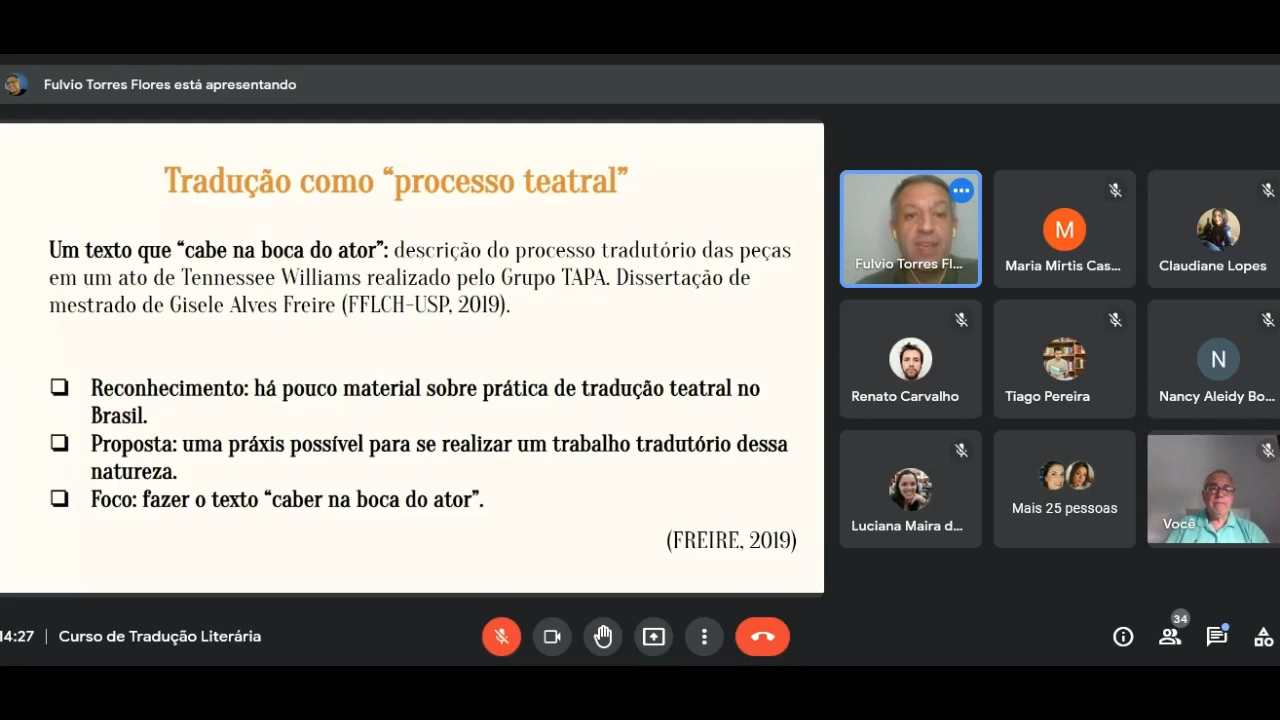 Fulvio Torres Flores está apresentando
Tradução como “processo teatral”
Um texto que “cabe na boca do ator”: descrição do processo tradutório das peças
em um ato de Tennessee Williams realizado pelo Grupo TAPA. Dissertação de
mestrado de Gisele Alves Freire (FFLCH-USP, 2019).
Reconhecimento: há pouco material sobre prática de tradução teatral no
Brasil.
Proposta: uma práxis possível para se realizar um trabalho tradutório dessa
natureza.
Foco: fazer o texto “caber na boca do ator”.
(FREIRE, 2019)
Fulvio Torres Fl...
M
Maria Mirtis Cas...
Claudiane Lopes
Renato Carvalho
Tiago Pereira
N
Nancy Aleidy Bo...
Luciana Maira d...
Mais 25 pessoas
Você
14:27 | Curso de Tradução Literária
34